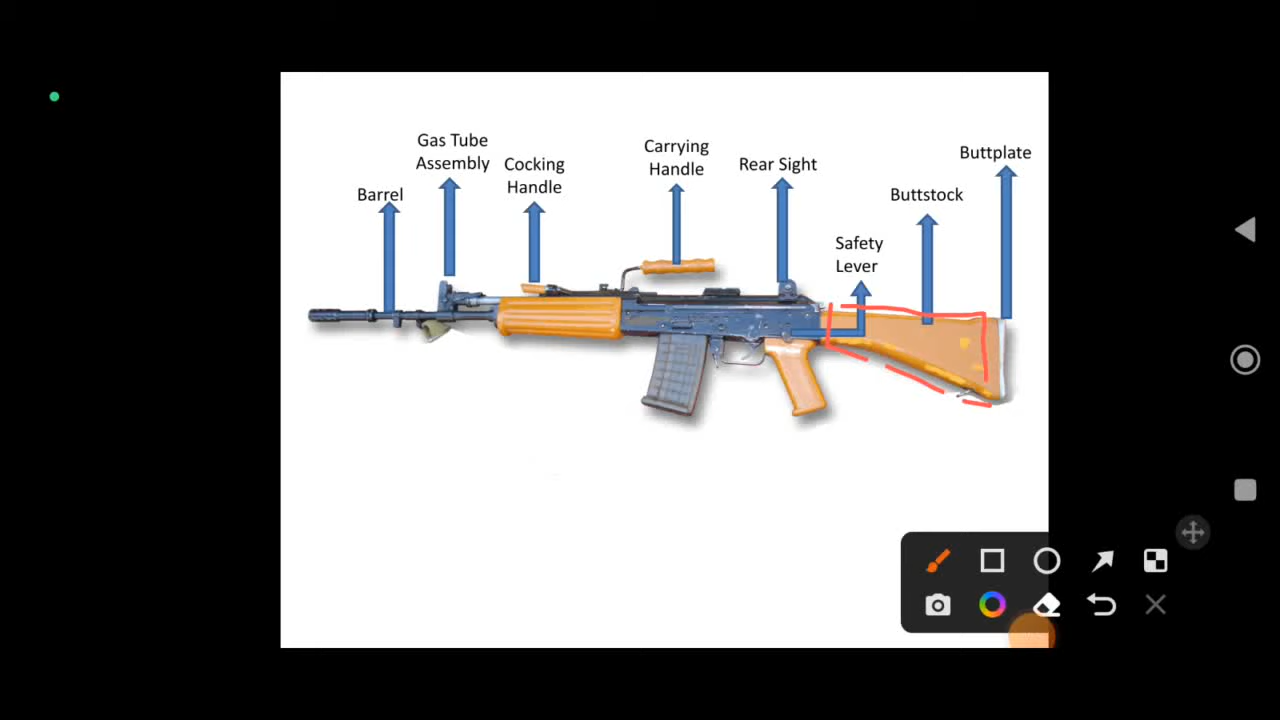 Gas Tube
Assembly
Cocking
Handle
Barrel
Carrying
Handle
Rear Sight
Safety
Lever
Buttstock
Buttplate